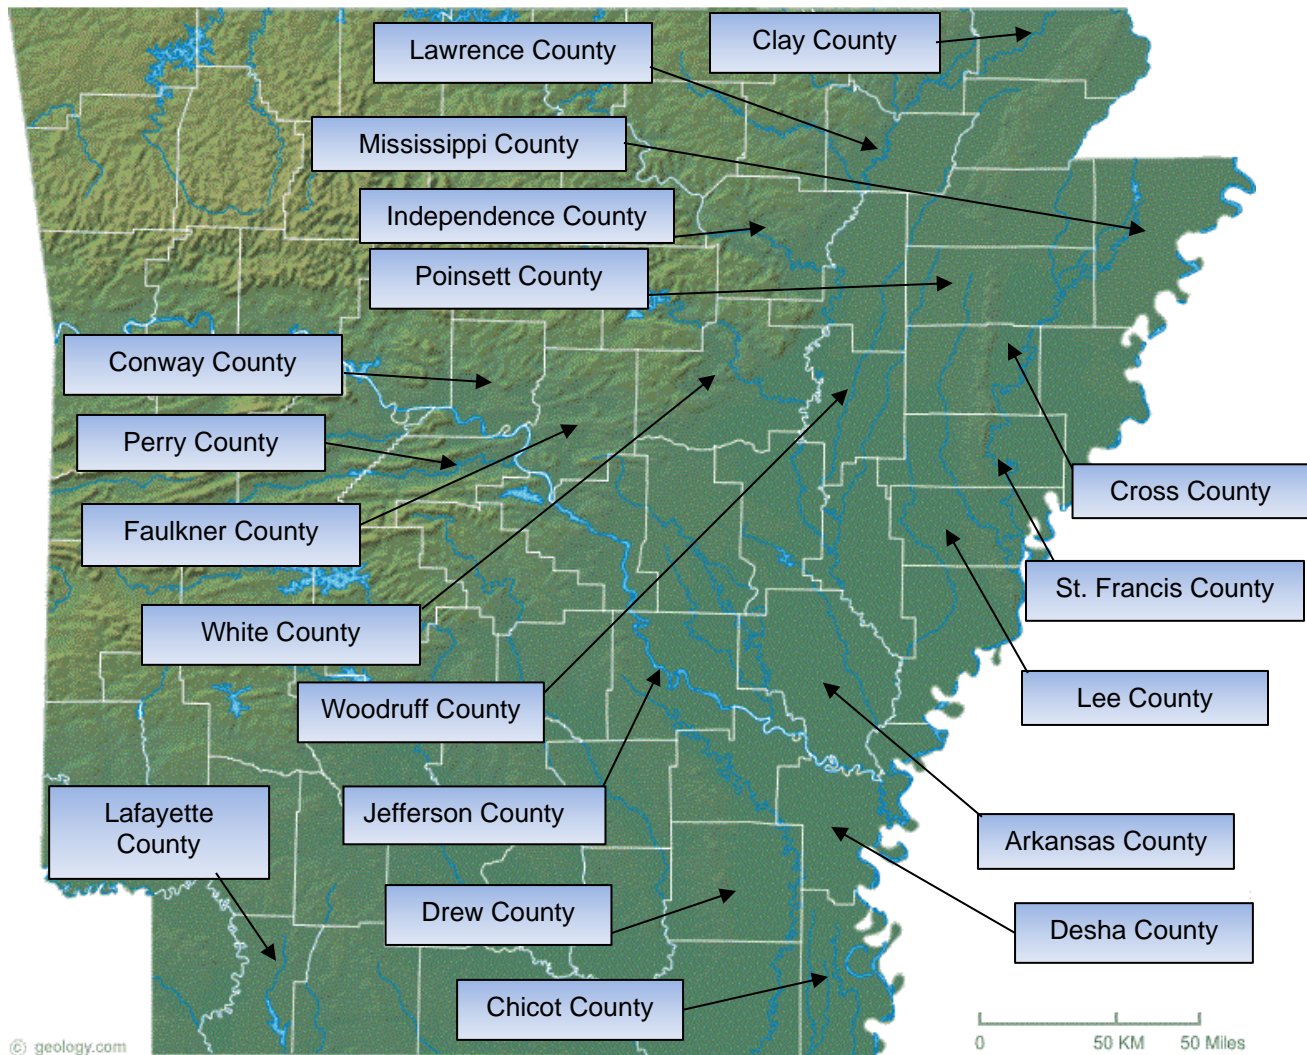 Clay County
Lawrence County
Mississippi County
Independence County
Poinsett County
Conway County
Perry County
Cross County
Faulkner County
St. Francis County
White County
Lee County
Woodruff County
Lafayette
County
Jefferson County
Arkansas County
Drew County
Desha County
Chicot County
© geology.com
0 50 KM 50 Miles